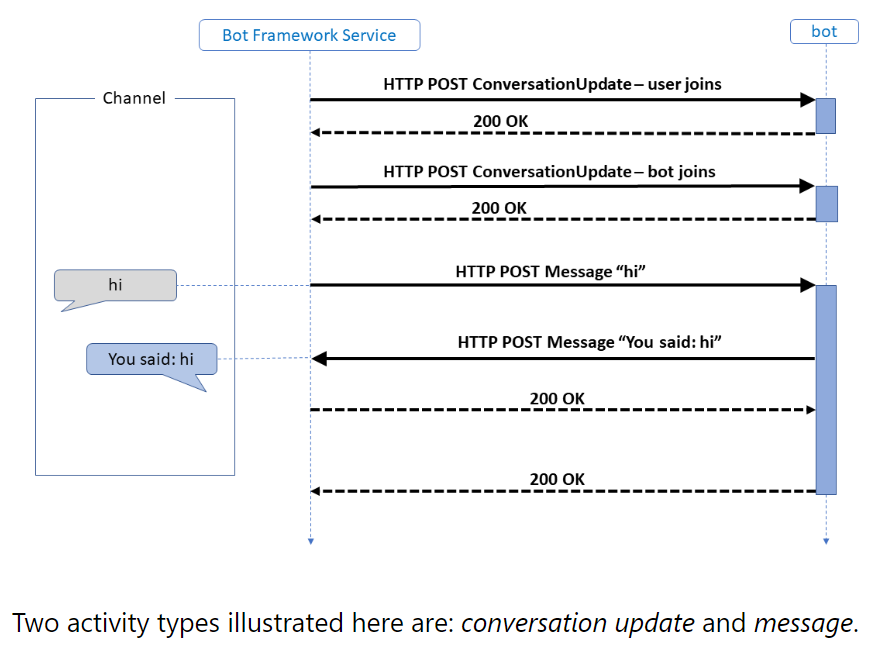 Bot Framework Service
bot
HTTP POST ConversationUpdate – user joins
Channel
200 OK
HTTP POST ConversationUpdate – bot joins
200 OK
HTTP POST Message “hi”
hi
HTTP POST Message “You said: hi”
You said: hi
200 OK
200 OK
Two activity types illustrated here are: conversation update and message.